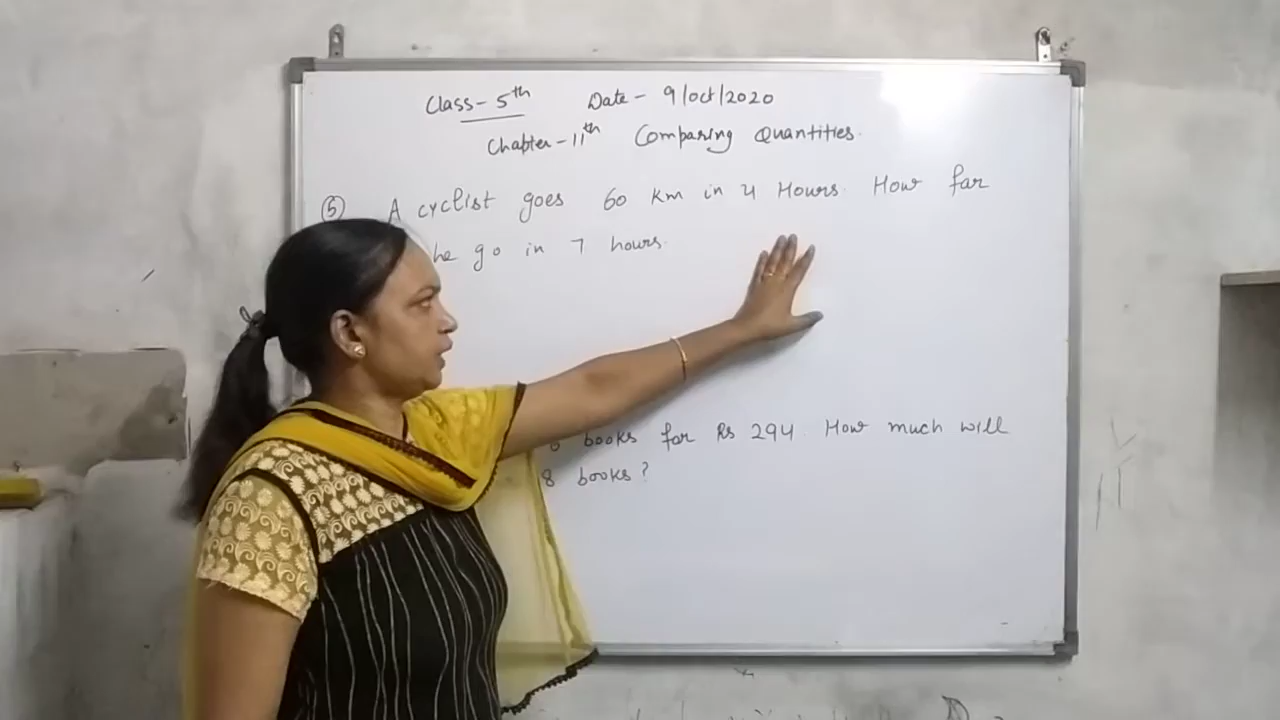 Class-5th Date - 9/oct/2020
Chapter-11th Comparing Quantities.
(5) A cyclist goes 60 km in 4 Hours. How far
he go in 7 hours.
books for Rs 294. How much will
8 books?